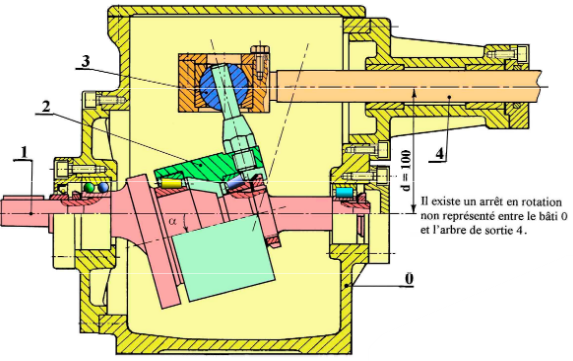 3
2
1
4
d = 100
α
Il existe un arrêt en rotation
non représenté entre le bâti 0
et l'arbre de sortie 4.
0